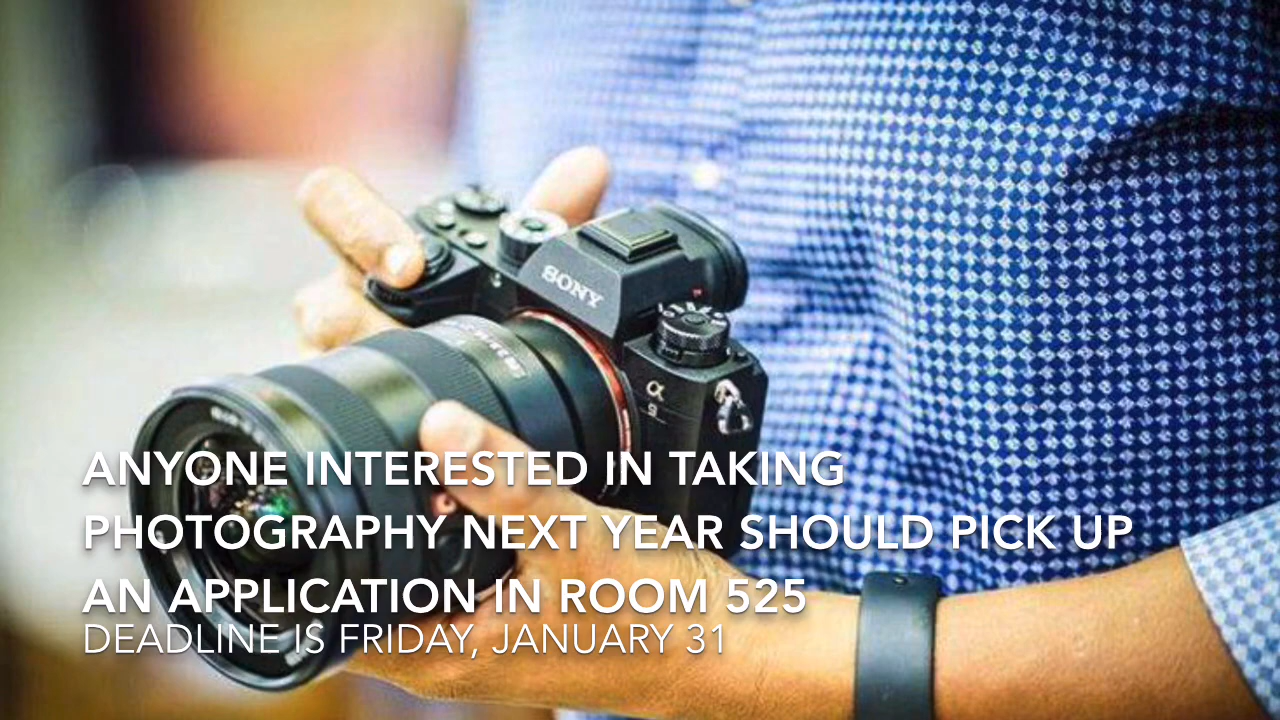 SONY
α
9
ANYONE INTERESTED IN TAKING
PHOTOGRAPHY NEXT YEAR SHOULD PICK UP
AN APPLICATION IN ROOM 525
DEADLINE IS FRIDAY, JANUARY 31